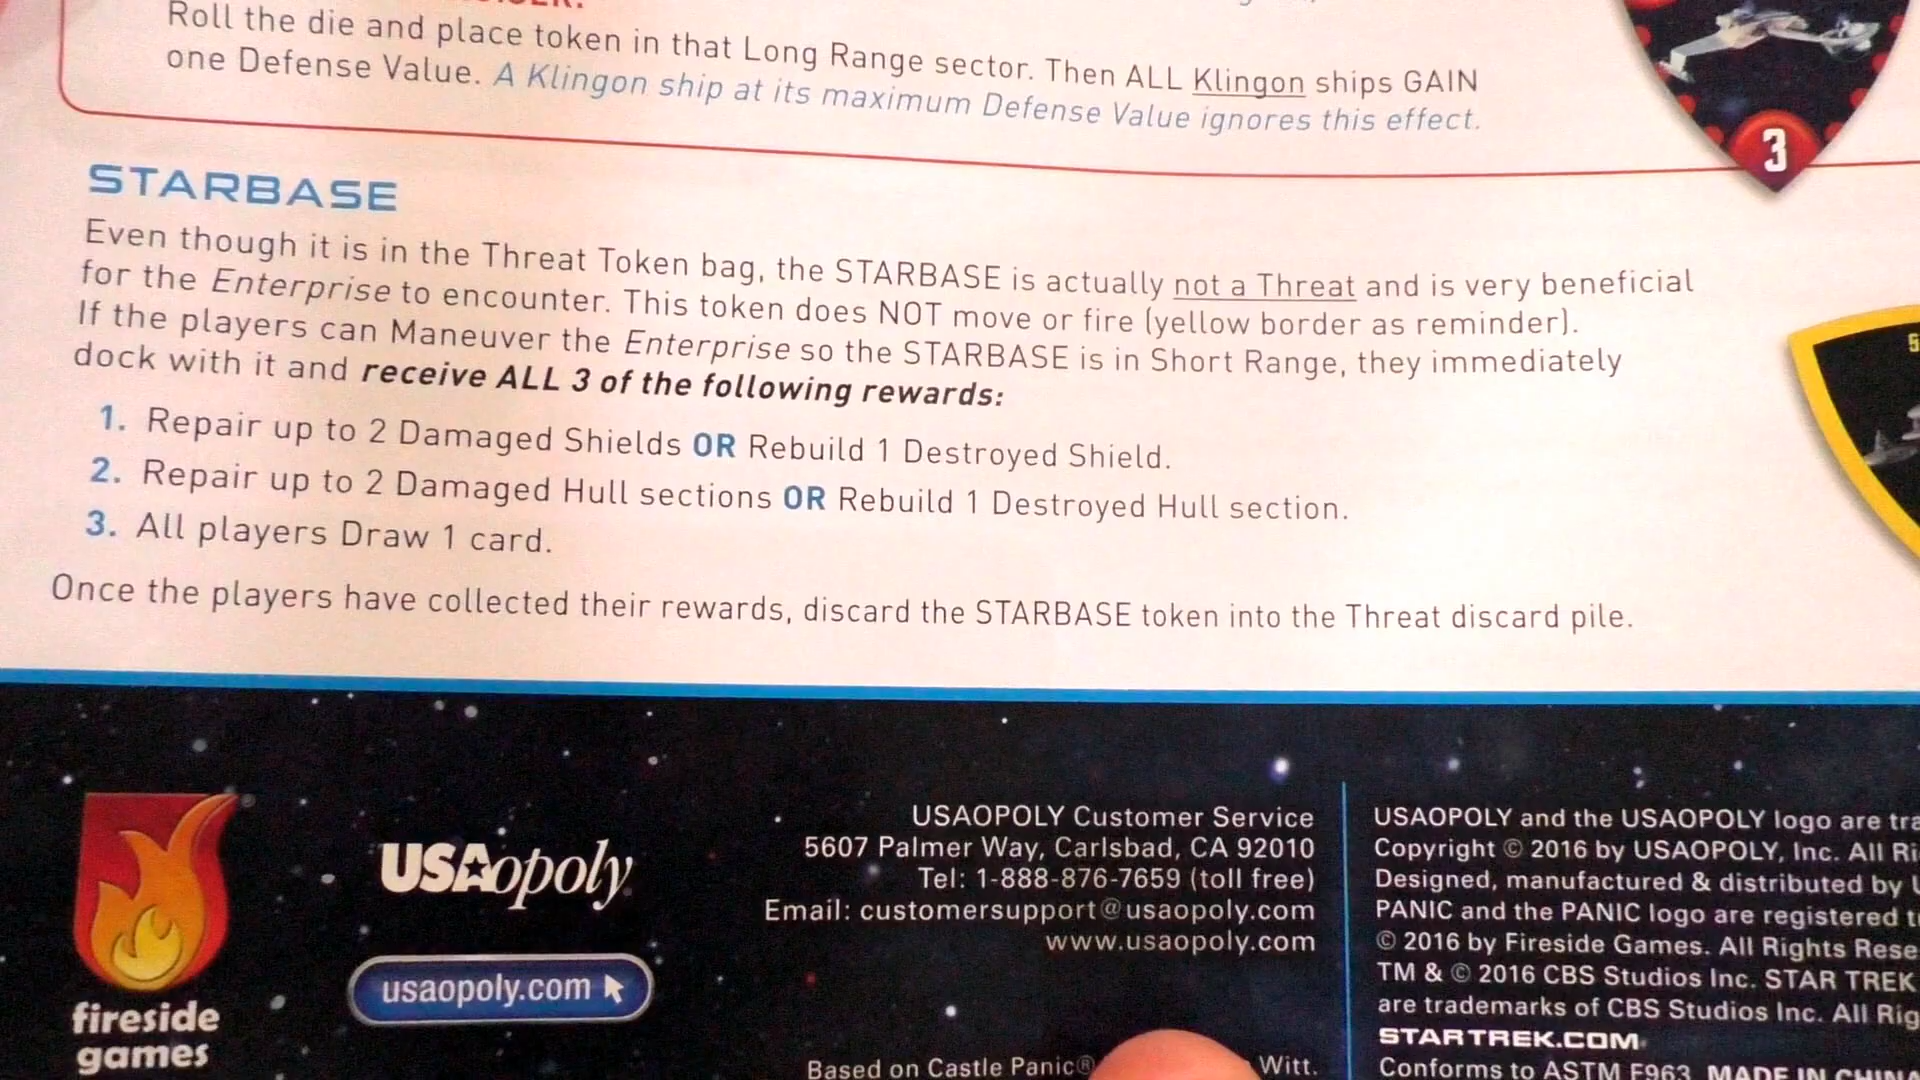 Roll the die and place token in that Long Range sector. Then ALL Klingon ships GAIN
one Defense Value. A Klingon ship at its maximum Defense Value ignores this effect.
3
STARBASE
Even though it is in the Threat Token bag, the STARBASE is actually not a Threat and is very beneficial
for the Enterprise to encounter. This token does NOT move or fire (yellow border as reminder).
If the players can Maneuver the Enterprise so the STARBASE is in Short Range, they immediately
dock with it and receive ALL 3 of the following rewards:
1. Repair up to 2 Damaged Shields OR Rebuild 1 Destroyed Shield.
2. Repair up to 2 Damaged Hull sections OR Rebuild 1 Destroyed Hull section.
3. All players Draw 1 card.
Once the players have collected their rewards, discard the STARBASE token into the Threat discard pile.
fireside
games
USAopoly
usaopoly.com
USAOPOLY Customer Service
5607 Palmer Way, Carlsbad, CA 92010
Tel: 1-888-876-7659 (toll free)
Email: customersupport@usaopoly.com
www.usaopoly.com
Based on Castle Panic® Witt.
USAOPOLY and the USAOPOLY logo are
Copyright © 2016 by USAOPOLY, Inc. All
Designed, manufactured & distributed by
PANIC and the PANIC logo are registered
© 2016 by Fireside Games. All Rights
TM & © 2016 CBS Studios Inc. STAR TREK
are trademarks of CBS Studios Inc. All
STARTREK.COM
Conforms to ASTM F963. MADE IN CHINA